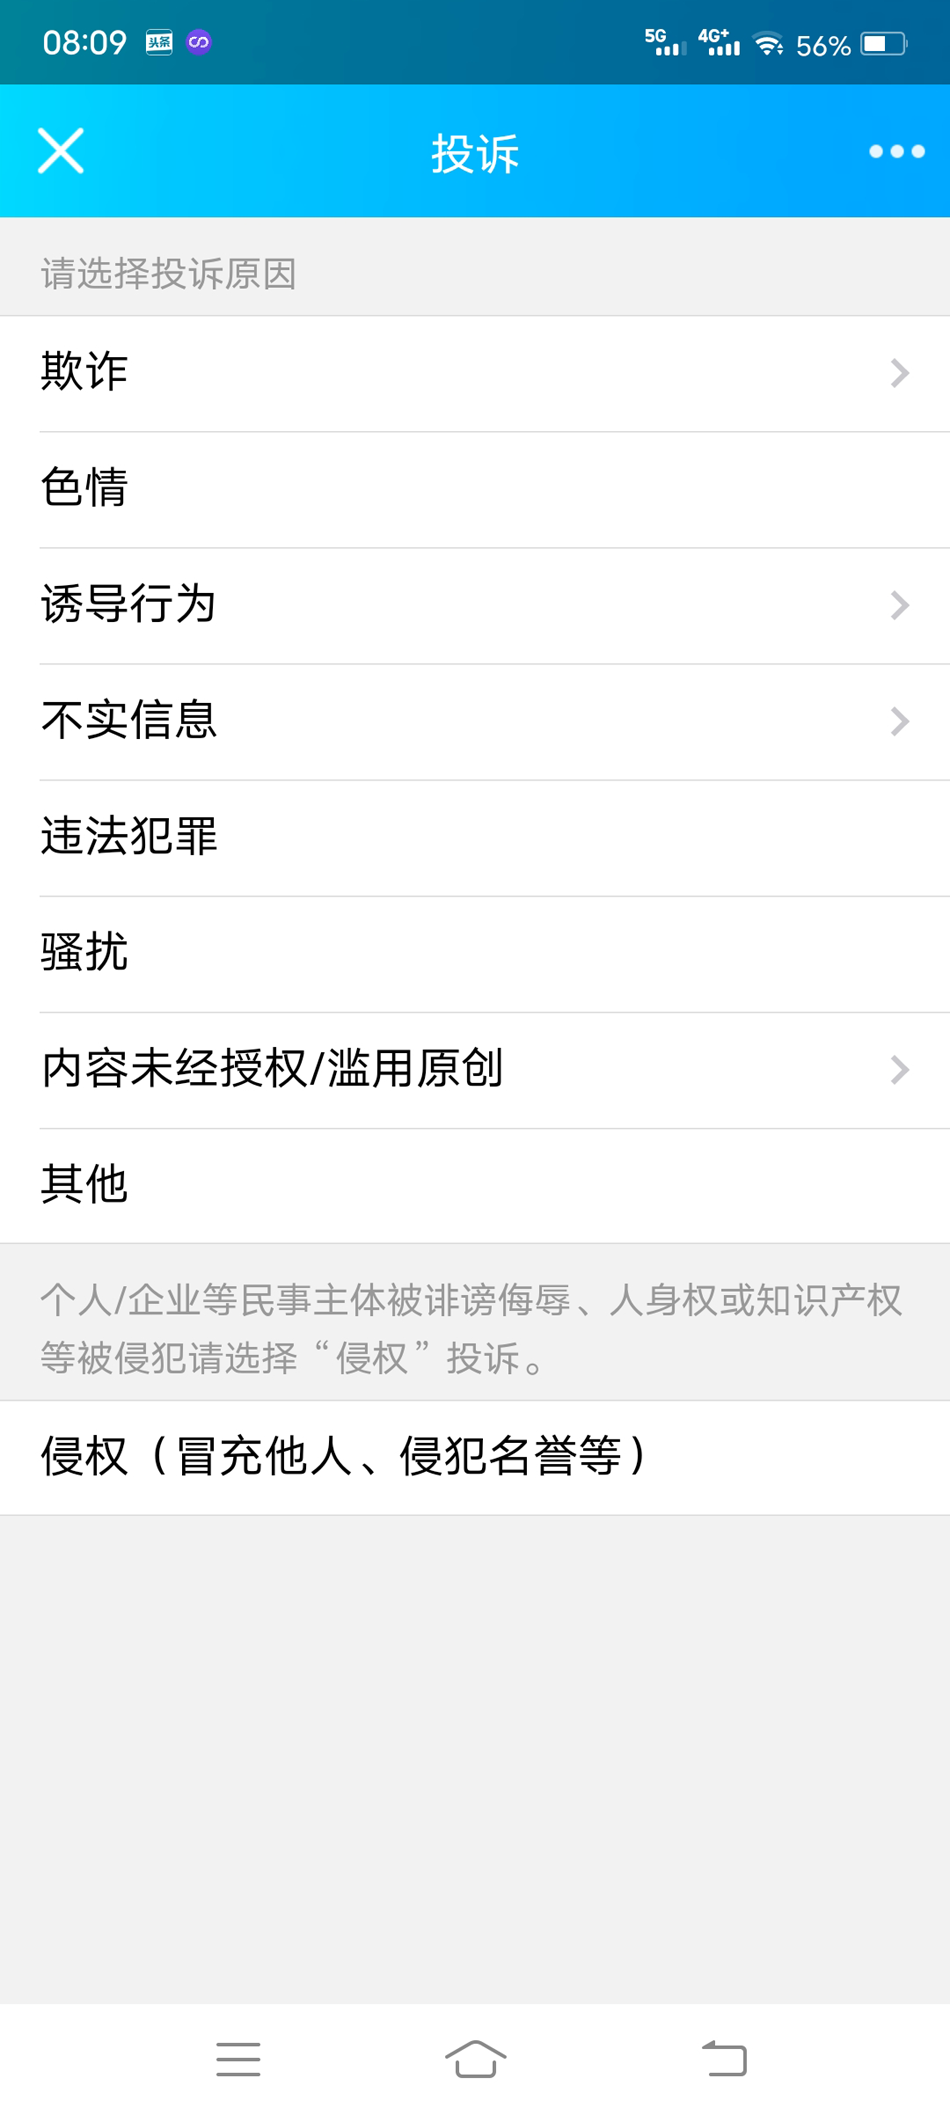 08:09 头条 5G 4G+ 56%
投诉
请选择投诉原因
欺诈
色情
诱导行为
不实信息
违法犯罪
骚扰
内容未经授权/滥用原创
其他
个人/企业等民事主体被诽谤侮辱、人身权或知识产权
等被侵犯请选择“侵权”投诉。
侵权（冒充他人、侵犯名誉等）